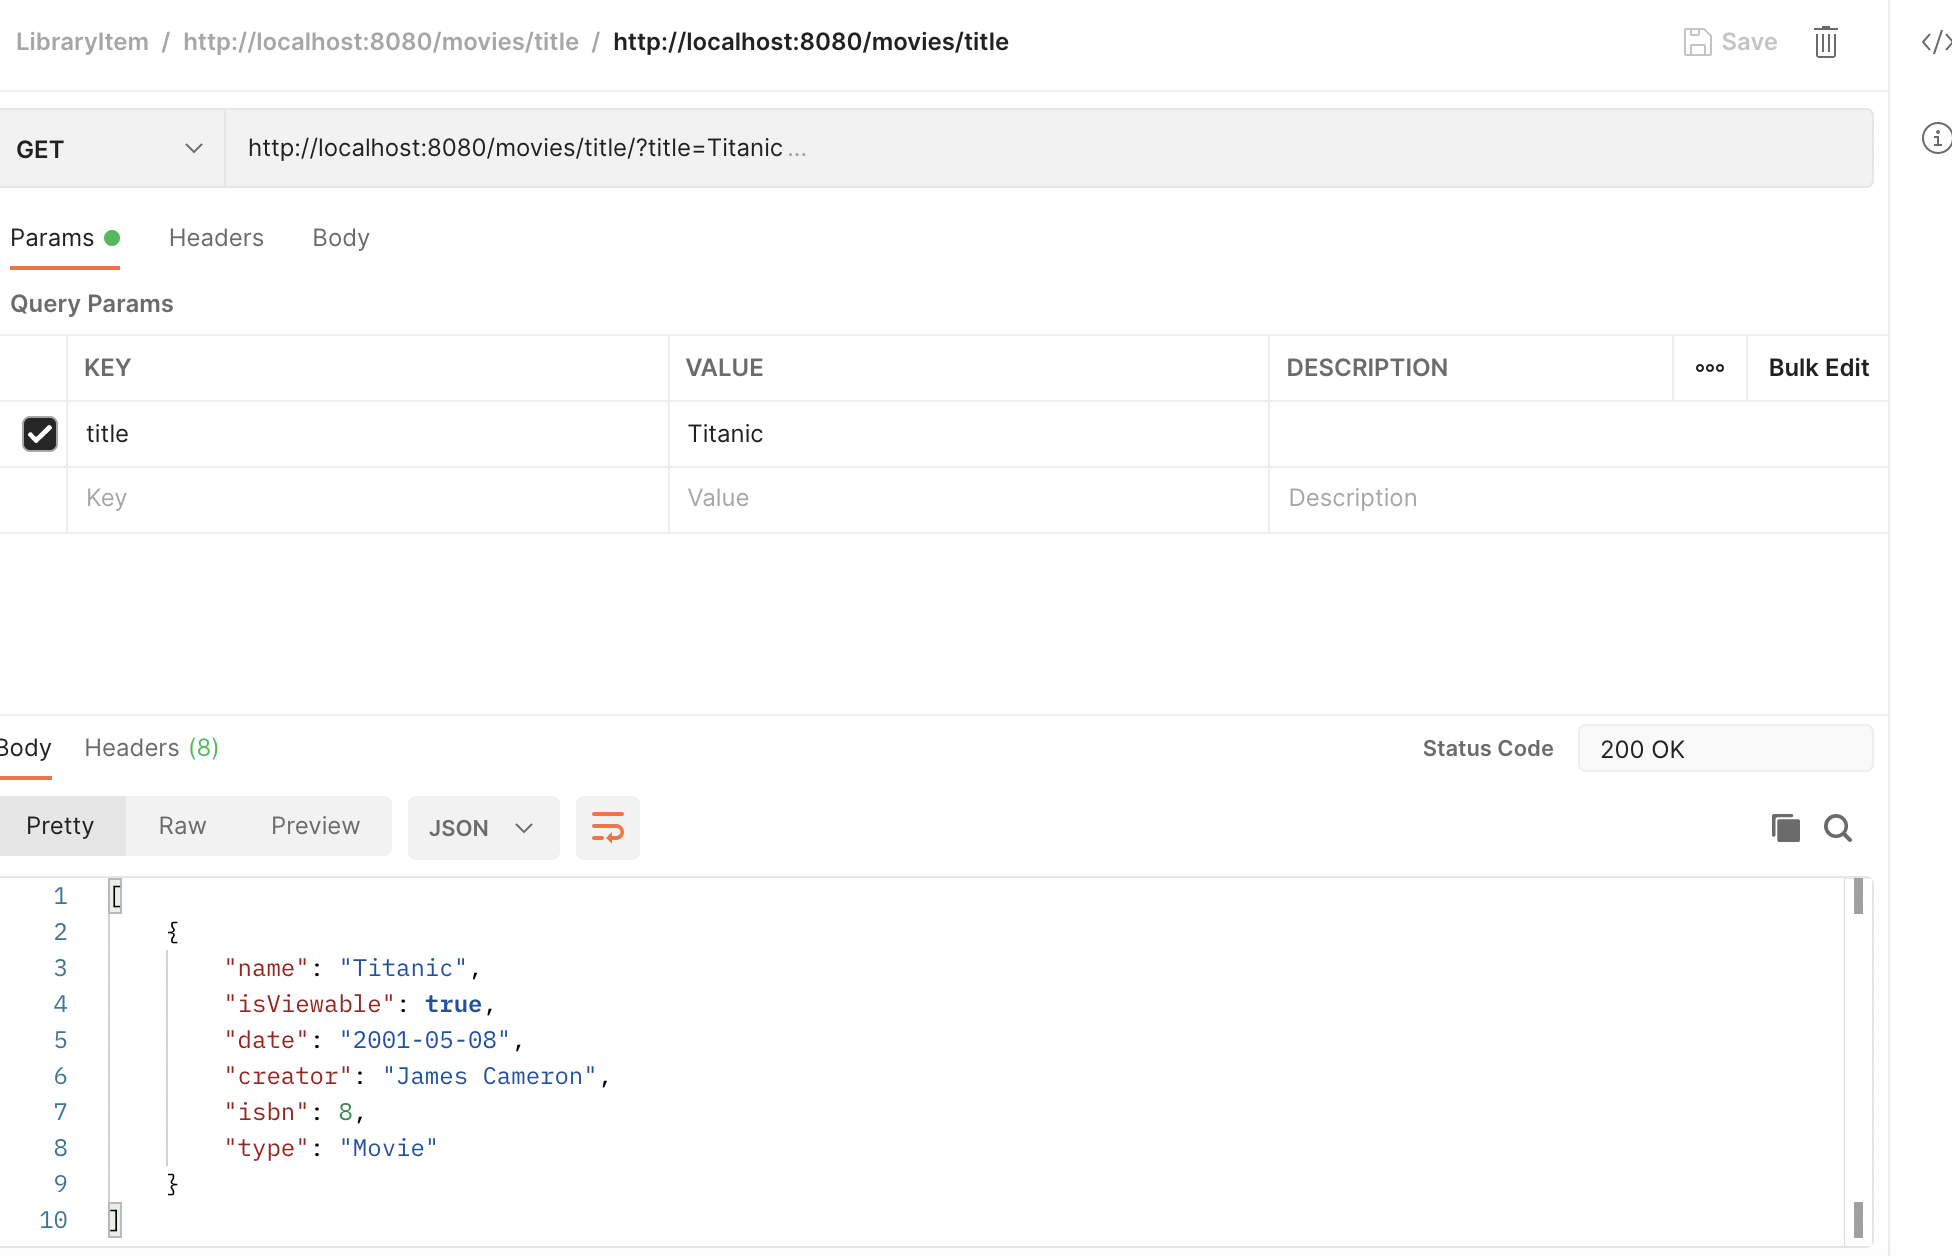 LibraryItem / http://localhost:8080/movies/title / http://localhost:8080/movies/title
Save
GET
http://localhost:8080/movies/title/?title=Titanic ...
Params Headers Body
Query Params
KEY VALUE DESCRIPTION ooo Bulk Edit
title Titanic
Key Value Description
Body Headers (8) Status Code 200 OK
Pretty Raw Preview JSON
1 [
2 {
3 "name": "Titanic",
4 "isViewable": true,
5 "date": "2001-05-08",
6 "creator": "James Cameron",
7 "isbn": 8,
8 "type": "Movie"
9 }
10 ]